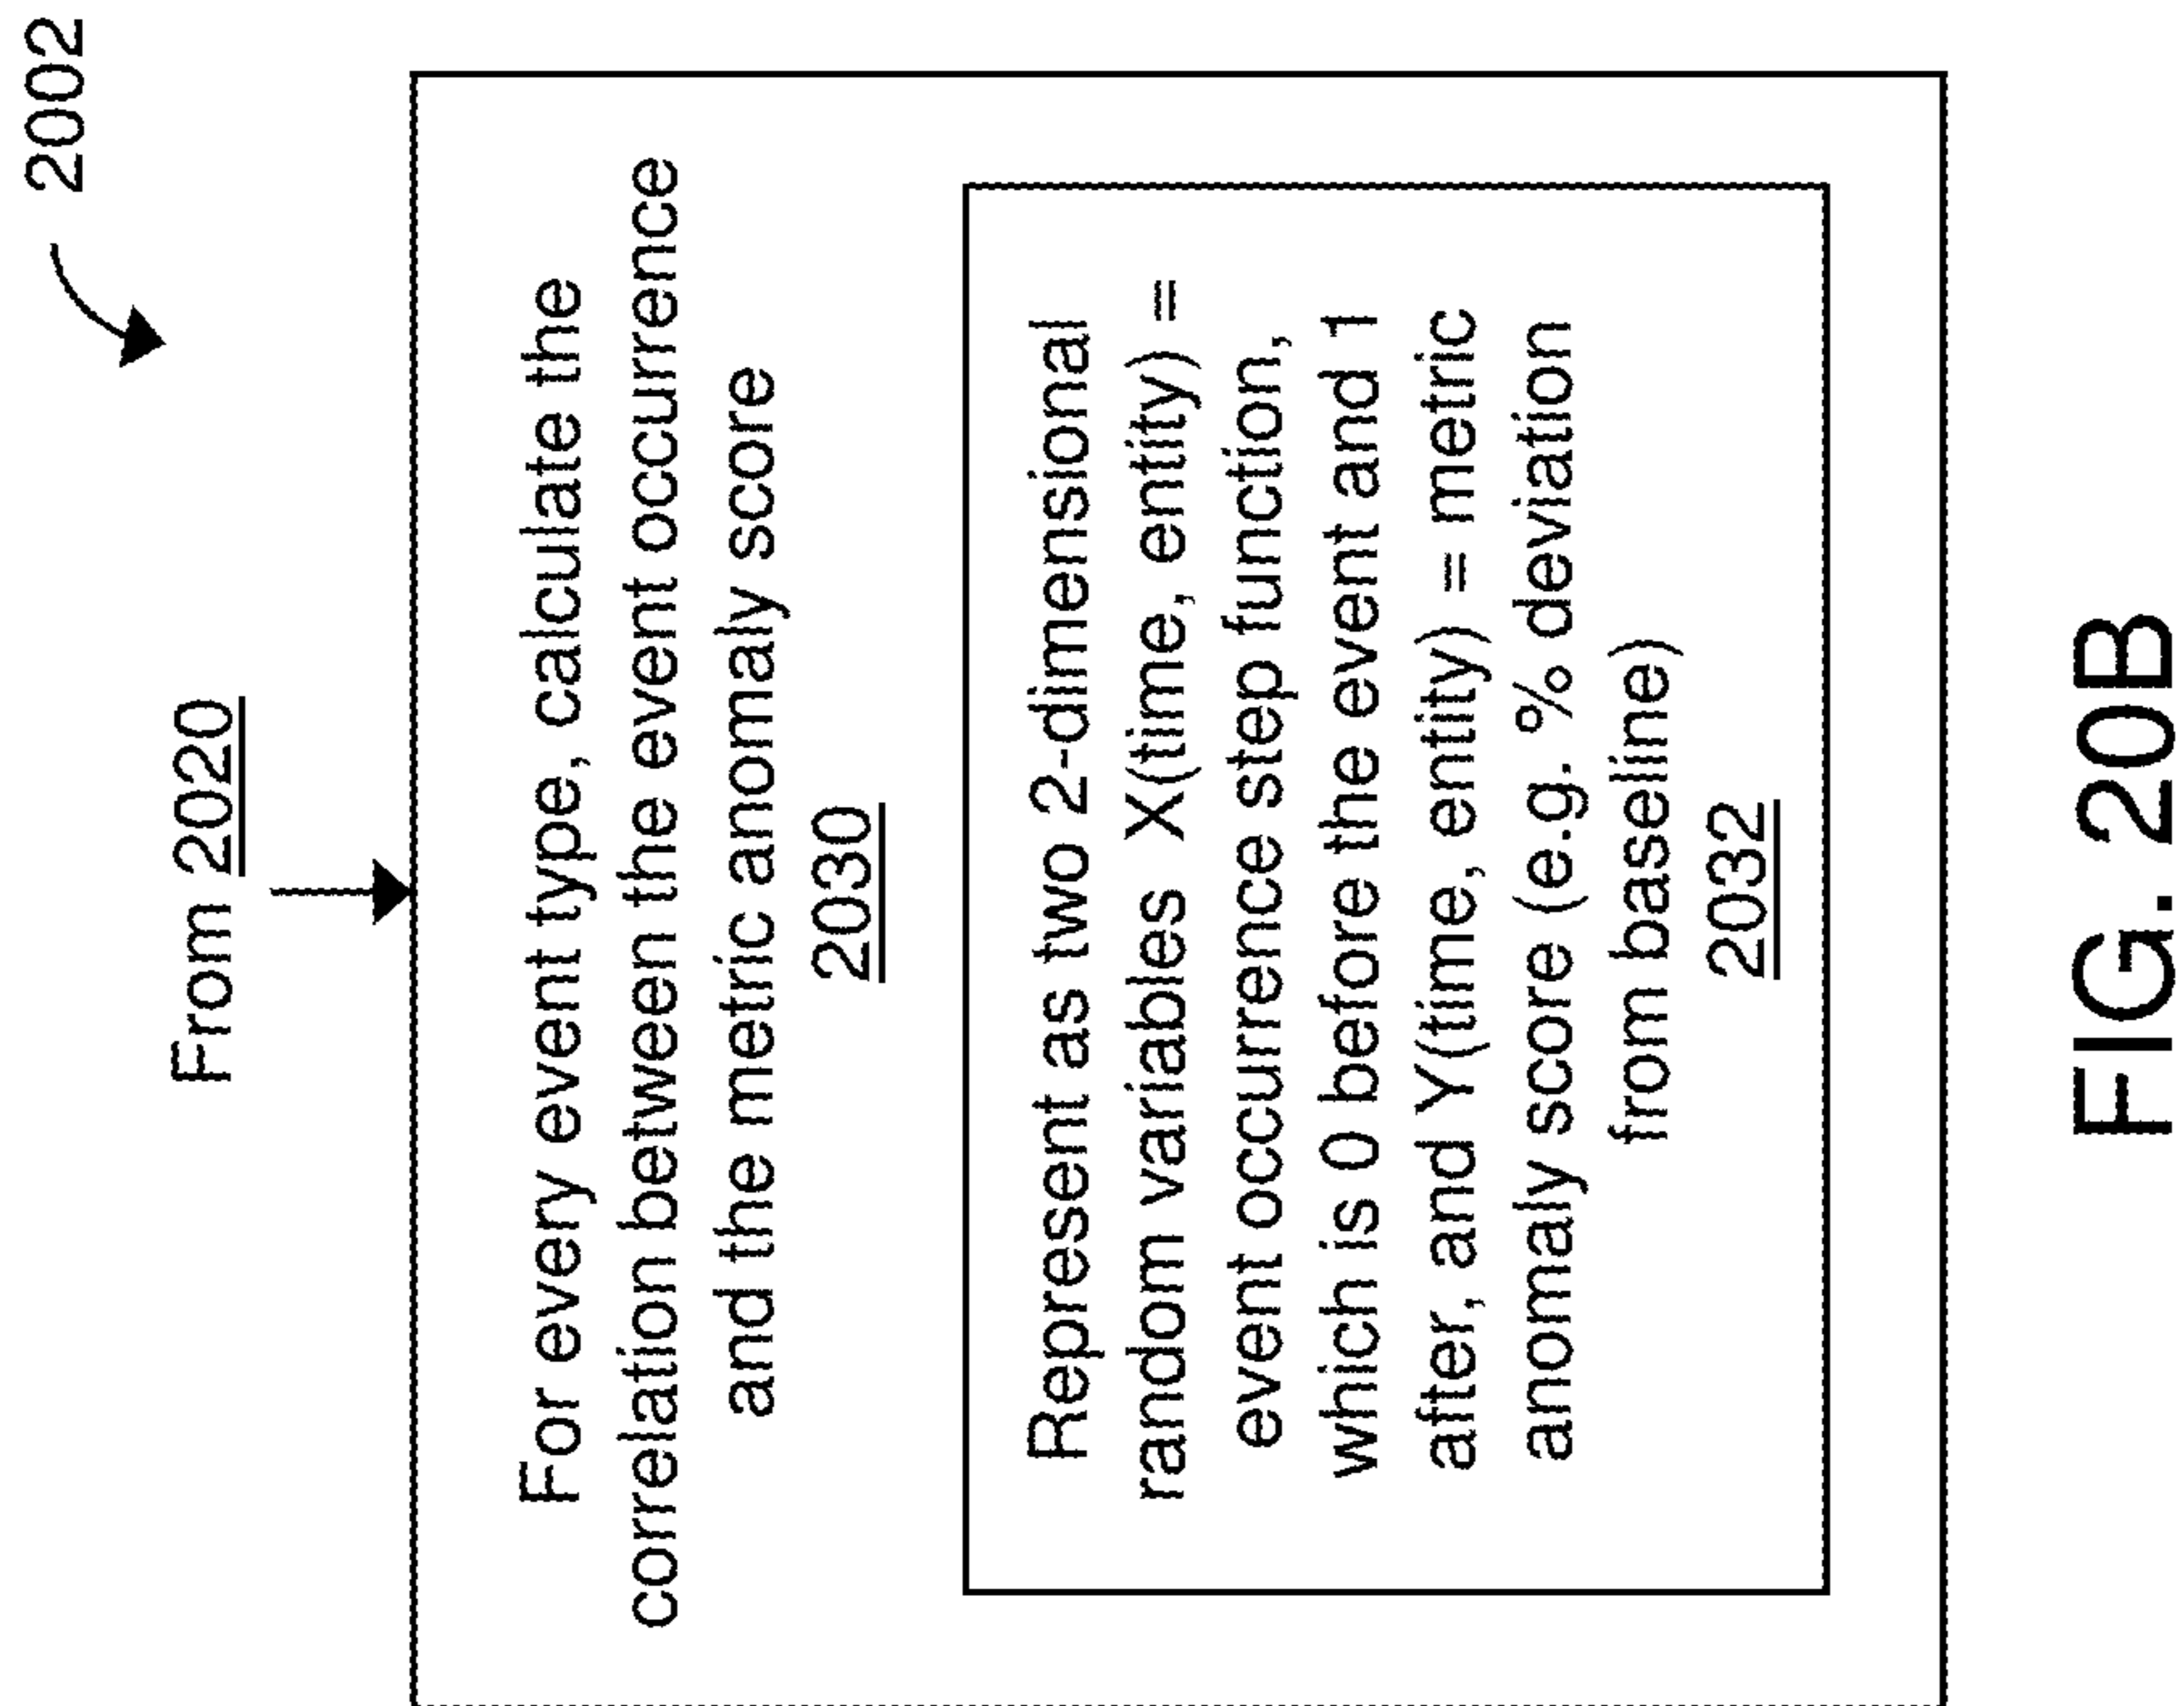 2002
From 2020
For every event type, calculate the
correlation between the event occurrence
and the metric anomaly score
2030
Represent as two 2-dimensional
random variables X(time, entity) =
event occurrence step function,
which is 0 before the event and 1
after, and Y(time, entity) = metric
anomaly score (e.g. % deviation
from baseline)
2032
FIG. 20B